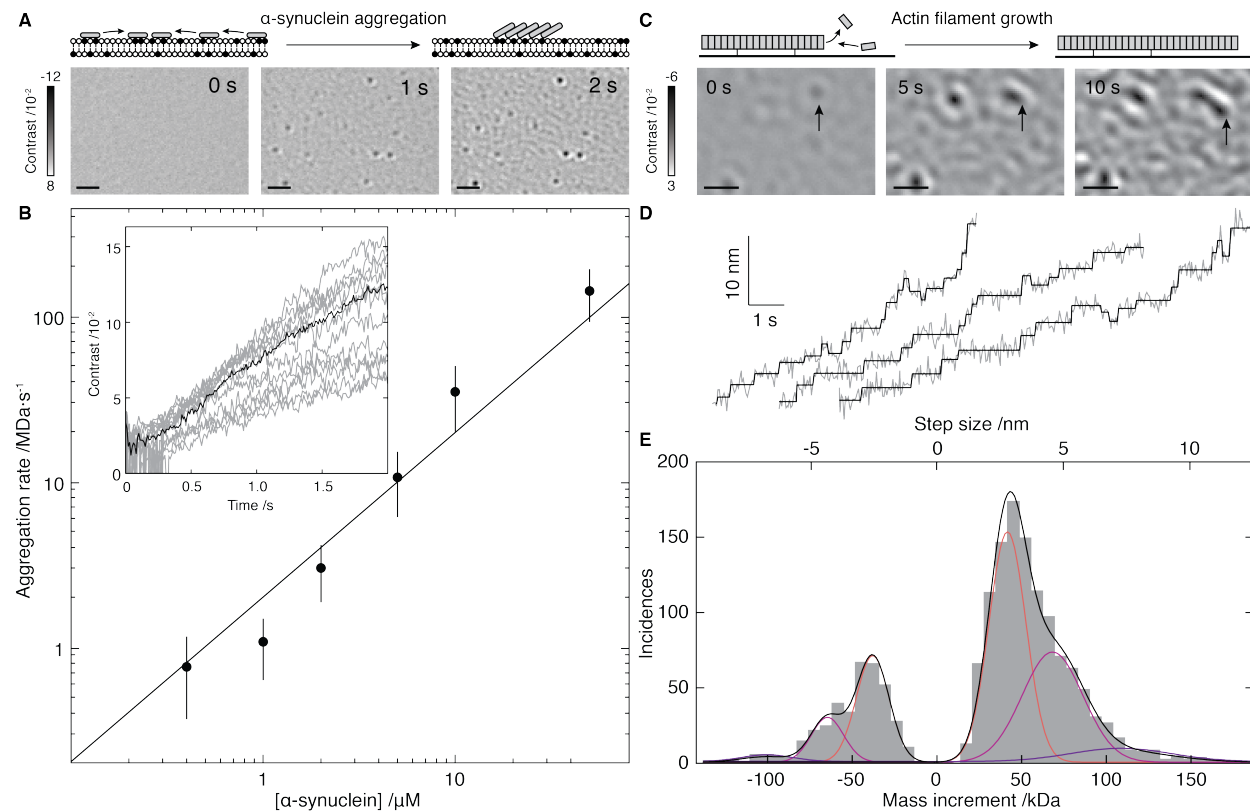 A
α-synuclein aggregation
-12
Contrast /10-2
8
0 s
1 s
2 s
B
Aggregation rate /MDa·s-1
100
10
1
1
10
[α-synuclein] /μM
15
10
5
0
Contrast /10-2
0
0.5
1.0
1.5
Time /s
C
Actin filament growth
-6
Contrast /10-2
3
0 s
5 s
10 s
D
10 nm
1 s
E
Step size /nm
-5
0
5
10
200
150
100
50
0
Incidences
-100
-50
0
50
100
150
Mass increment /kDa